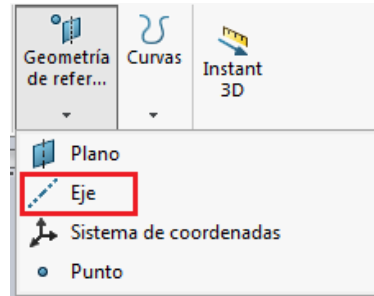 Geometría
de refer...
Curvas
Instant
3D
Plano
Eje
Sistema de coordenadas
Punto